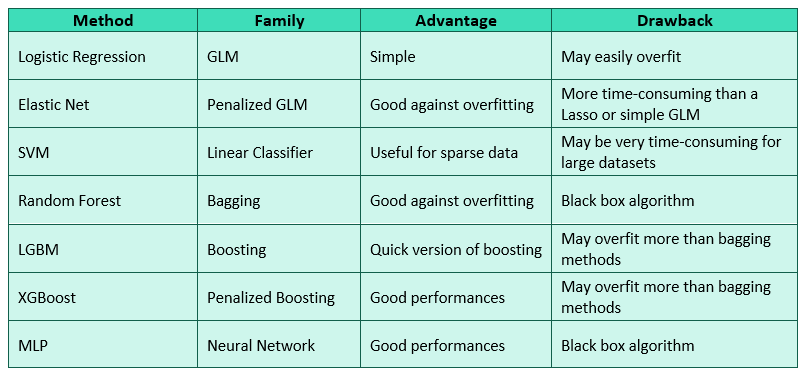 Method Family Advantage Drawback
Logistic Regression GLM Simple May easily overfit
Elastic Net Penalized GLM Good against overfitting More time-consuming than a
Lasso or simple GLM
SVM Linear Classifier Useful for sparse data May be very time-consuming for
large datasets
Random Forest Bagging Good against overfitting Black box algorithm
LGBM Boosting Quick version of boosting May overfit more than bagging
methods
XGBoost Penalized Boosting Good performances May overfit more than bagging
methods
MLP Neural Network Good performances Black box algorithm